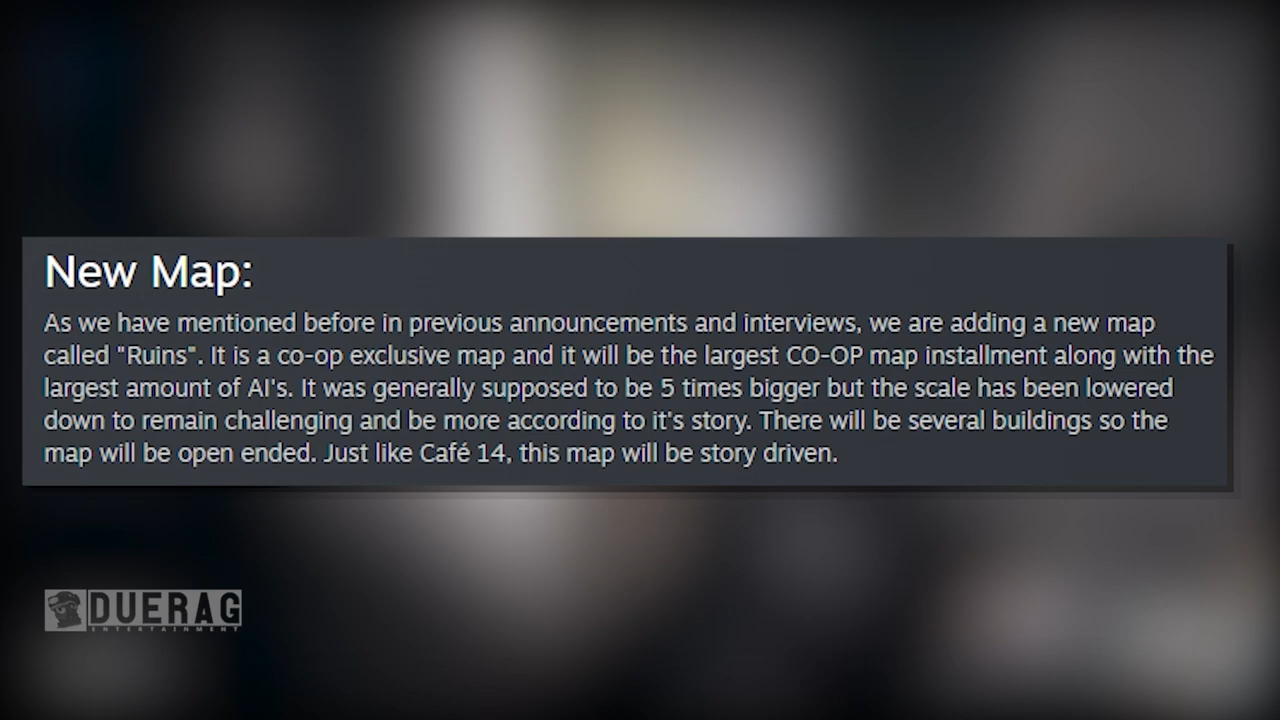 New Map:
As we have mentioned before in previous announcements and interviews, we are adding a new map
called "Ruins". It is a co-op exclusive map and it will be the largest CO-OP map installment along with the
largest amount of AI's. It was generally supposed to be 5 times bigger but the scale has been lowered
down to remain challenging and be more according to it's story. There will be several buildings so the
map will be open ended. Just like Café 14, this map will be story driven.
DUERAG
ENTERTAINMENT